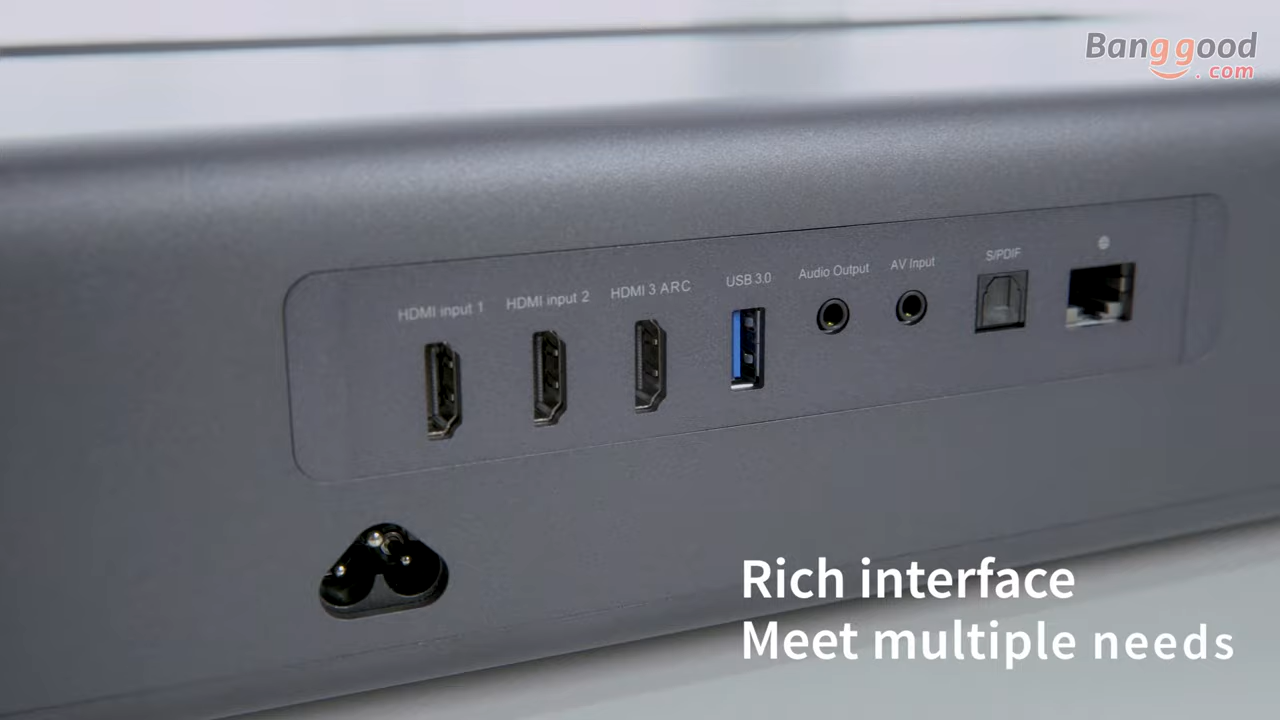 Banggood
.com
HDMI input 1
HDMI input 2
HDMI 3 ARC
USB 3.0
Audio Output
AV Input
S/PDIF
Rich interface
Meet multiple needs